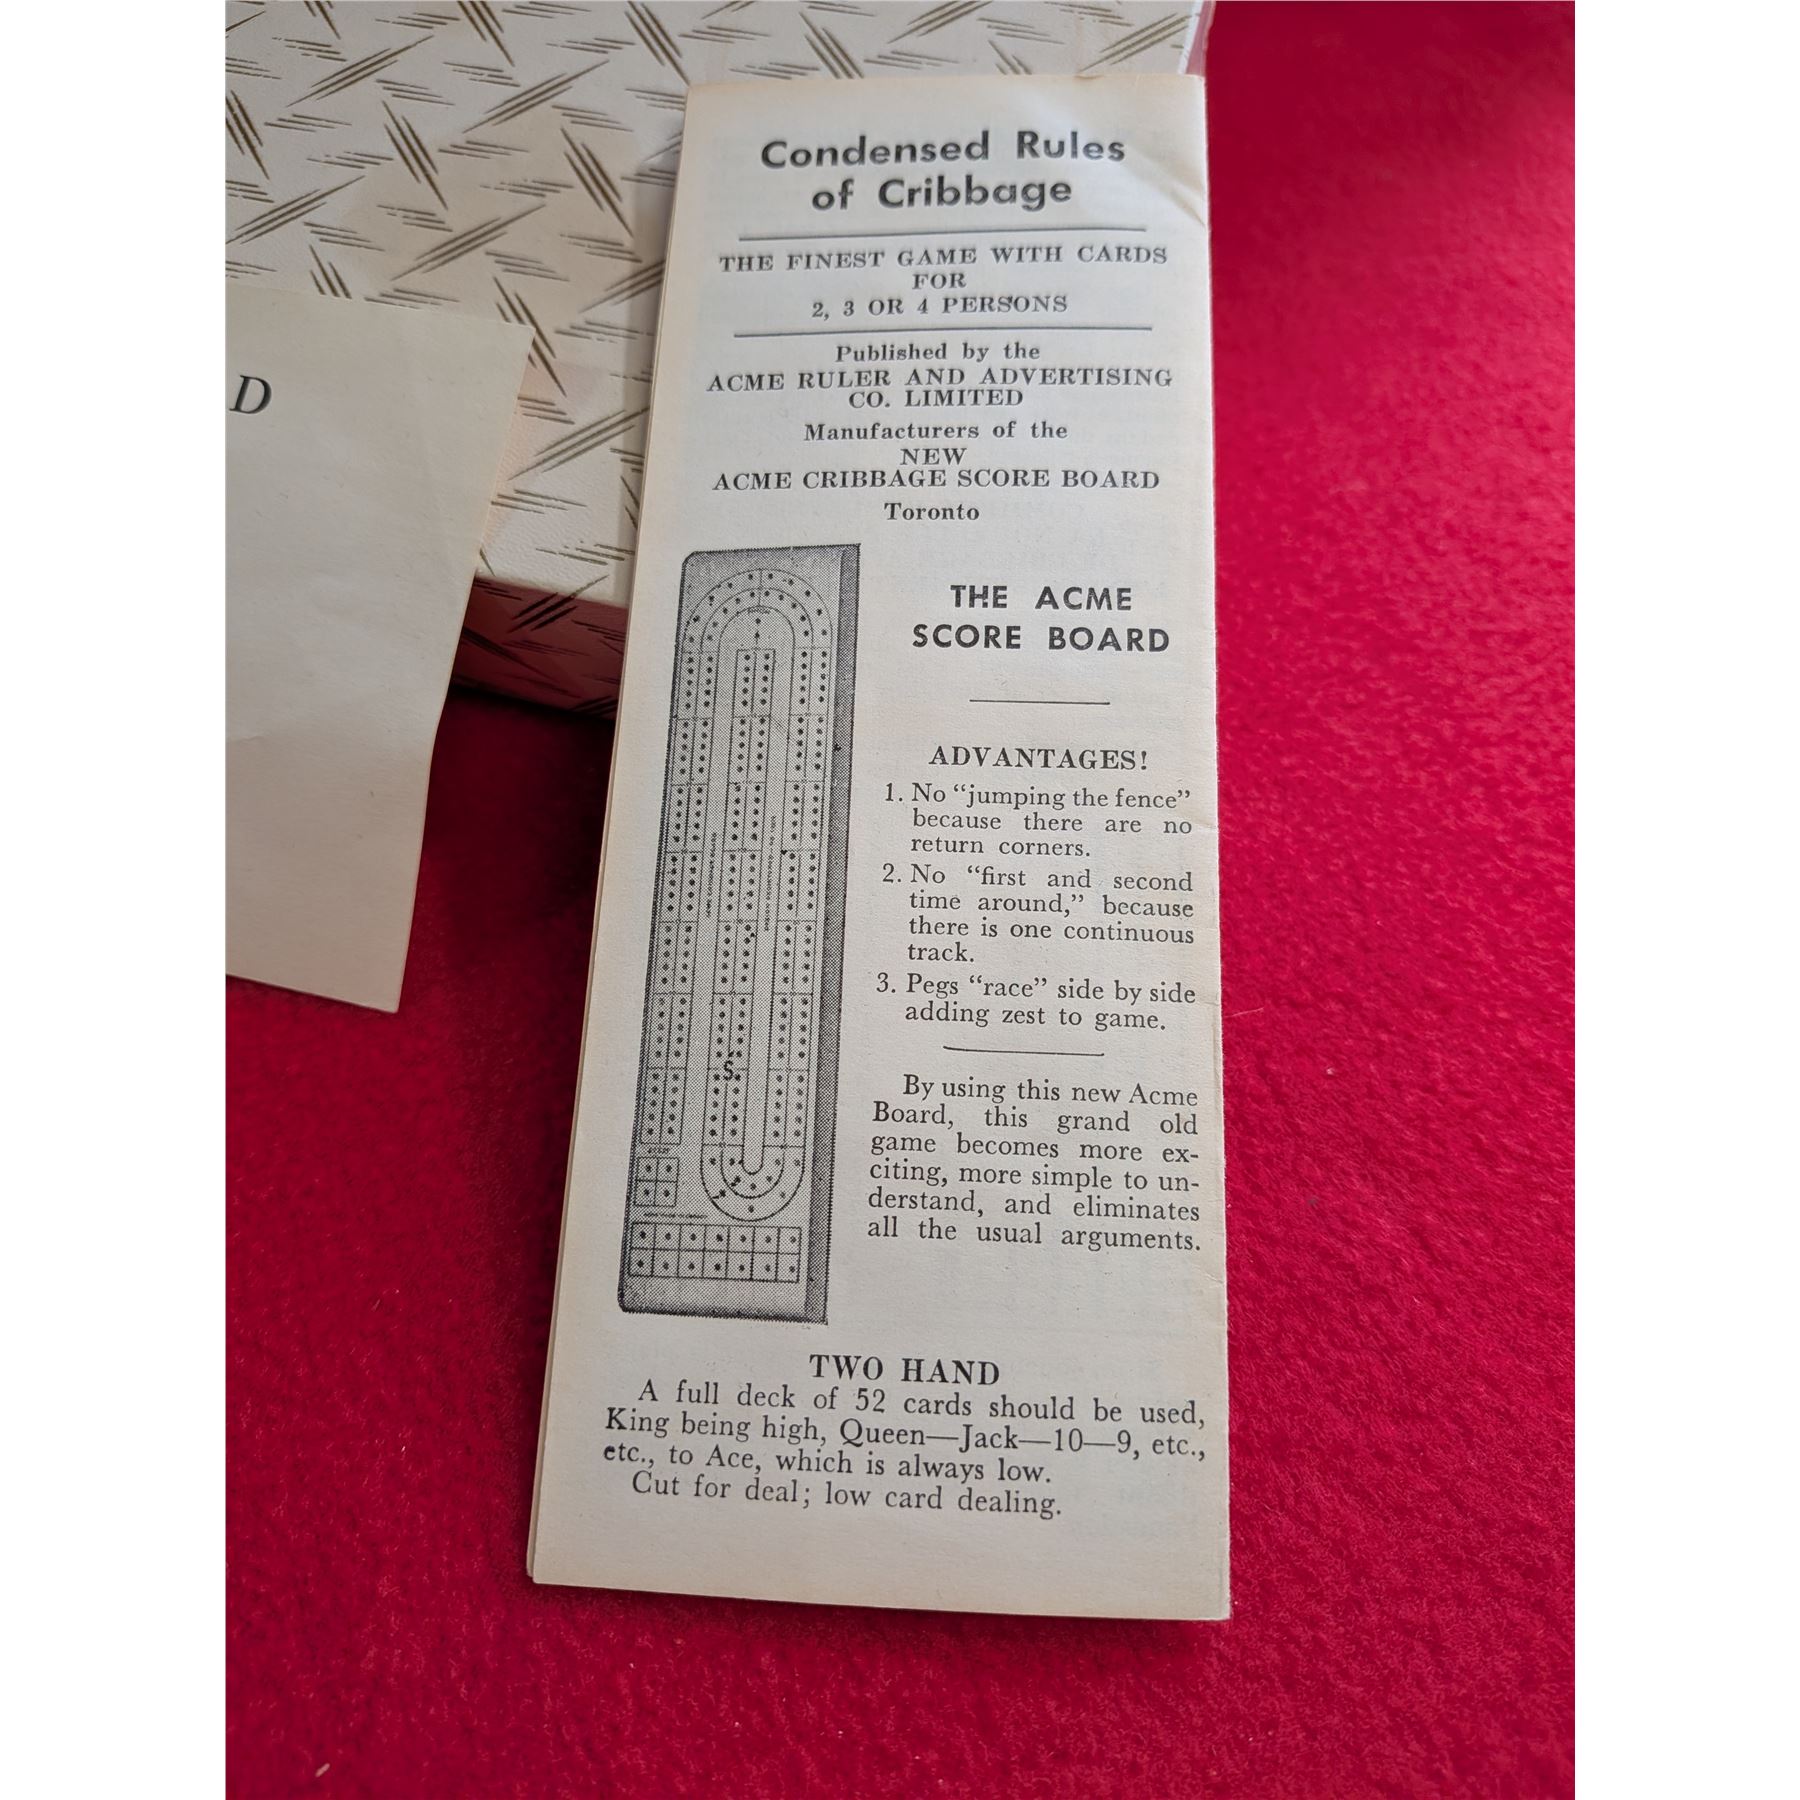 Condensed Rules
of Cribbage
THE FINEST GAME WITH CARDS
FOR
2, 3 OR 4 PERSONS
Published by the
ACME RULER AND ADVERTISING
CO. LIMITED
Manufacturers of the
NEW
ACME CRIBBAGE SCORE BOARD
Toronto
D
THE ACME
SCORE BOARD
ADVANTAGES!
1. No “jumping the fence”
because there are no
return corners.
2. No “first and second
time around,” because
there is one continuous
track.
3. Pegs “race” side by side
adding zest to game.
S.
By using this new Acme
Board, this grand old
game becomes more ex-
citing, more simple to un-
derstand, and eliminates
all the usual arguments.
TWO HAND
A full deck of 52 cards should be used,
King being high, Queen—Jack—10—9, etc.,
etc., to Ace, which is always low.
Cut for deal; low card dealing.